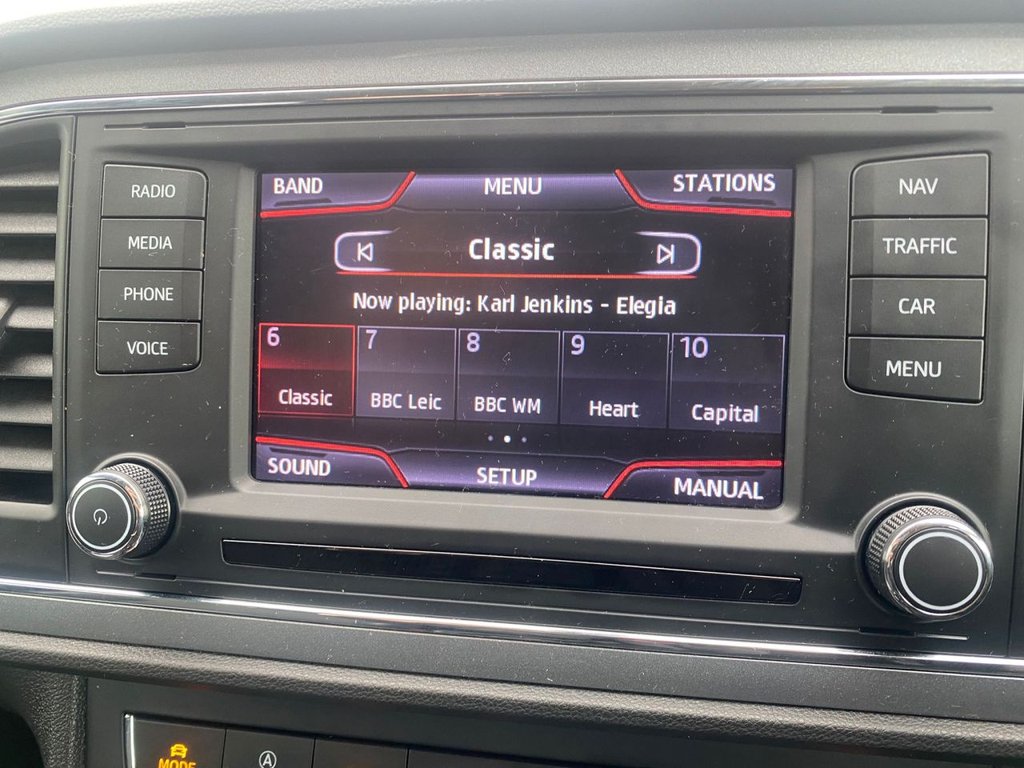 RADIO
MEDIA
PHONE
VOICE
BAND MENU STATIONS
Classic
Now playing: Karl Jenkins - Elegia
6 7 8 9 10
Classic BBC Leic BBC WM Heart Capital
SOUND SETUP MANUAL
NAV
TRAFFIC
CAR
MENU
MODE
A